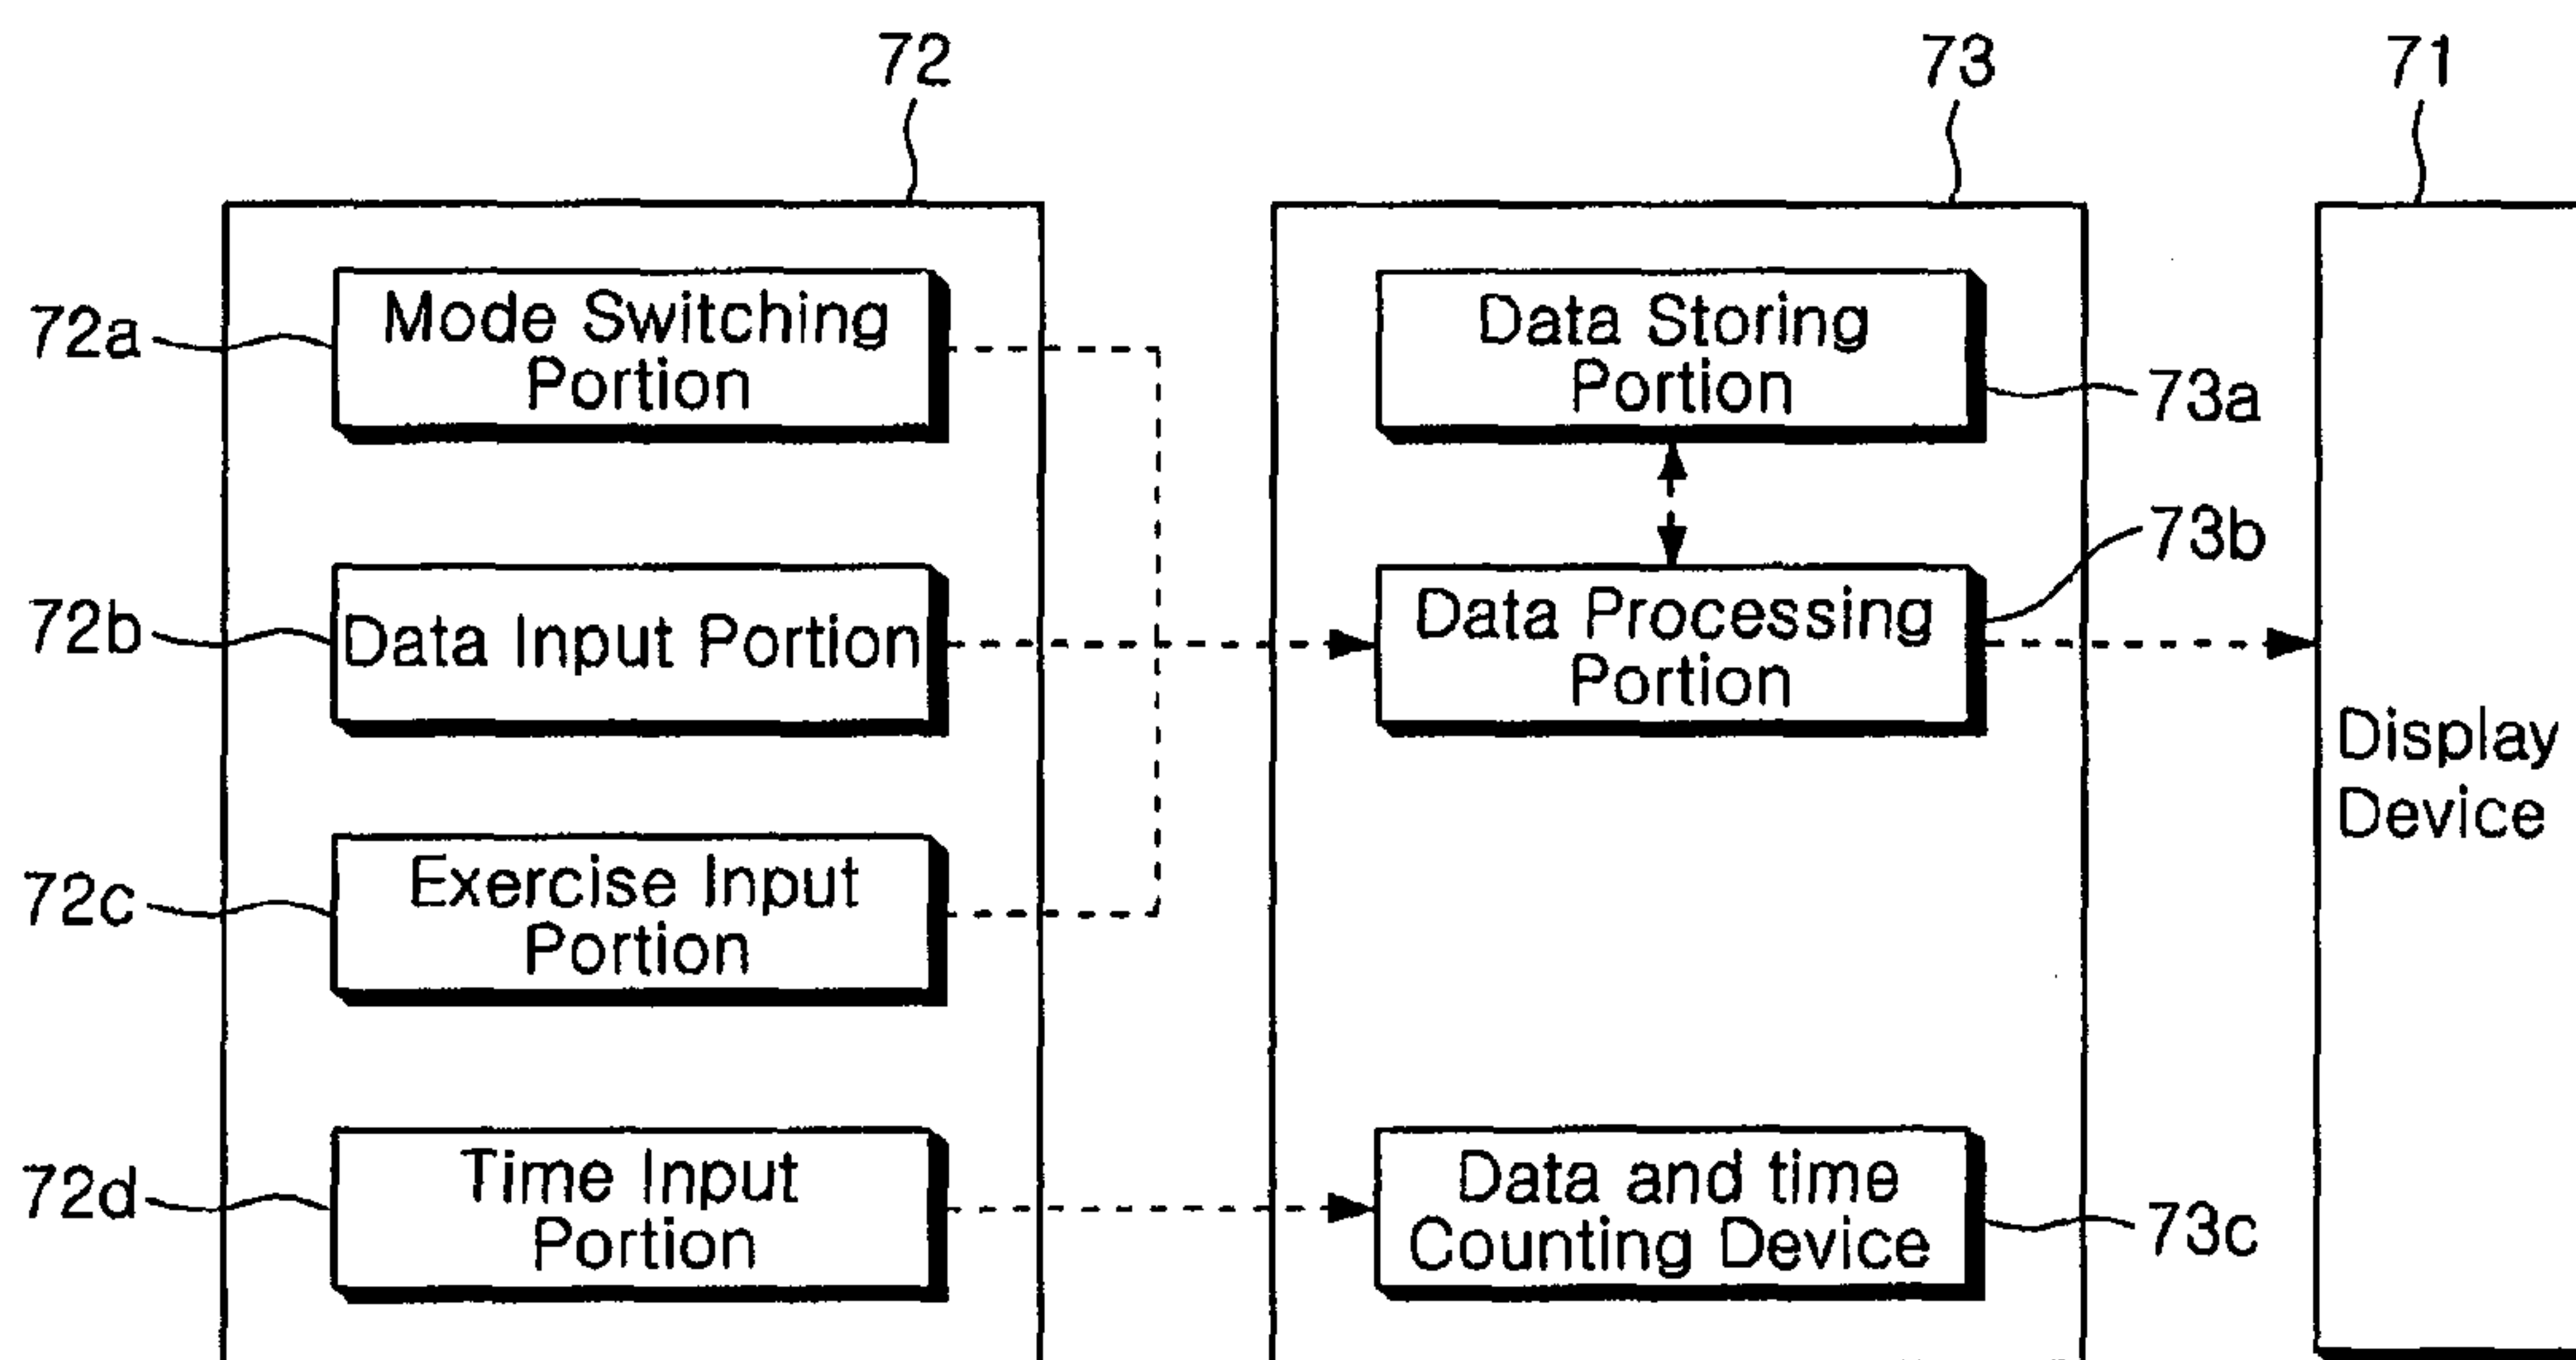 72
73
71
72a
Mode Switching
Portion
Data Storing
Portion
73a
72b
Data Input Portion
Data Processing
Portion
73b
Display
Device
72c
Exercise Input
Portion
72d
Time Input
Portion
Data and time
Counting Device
73c